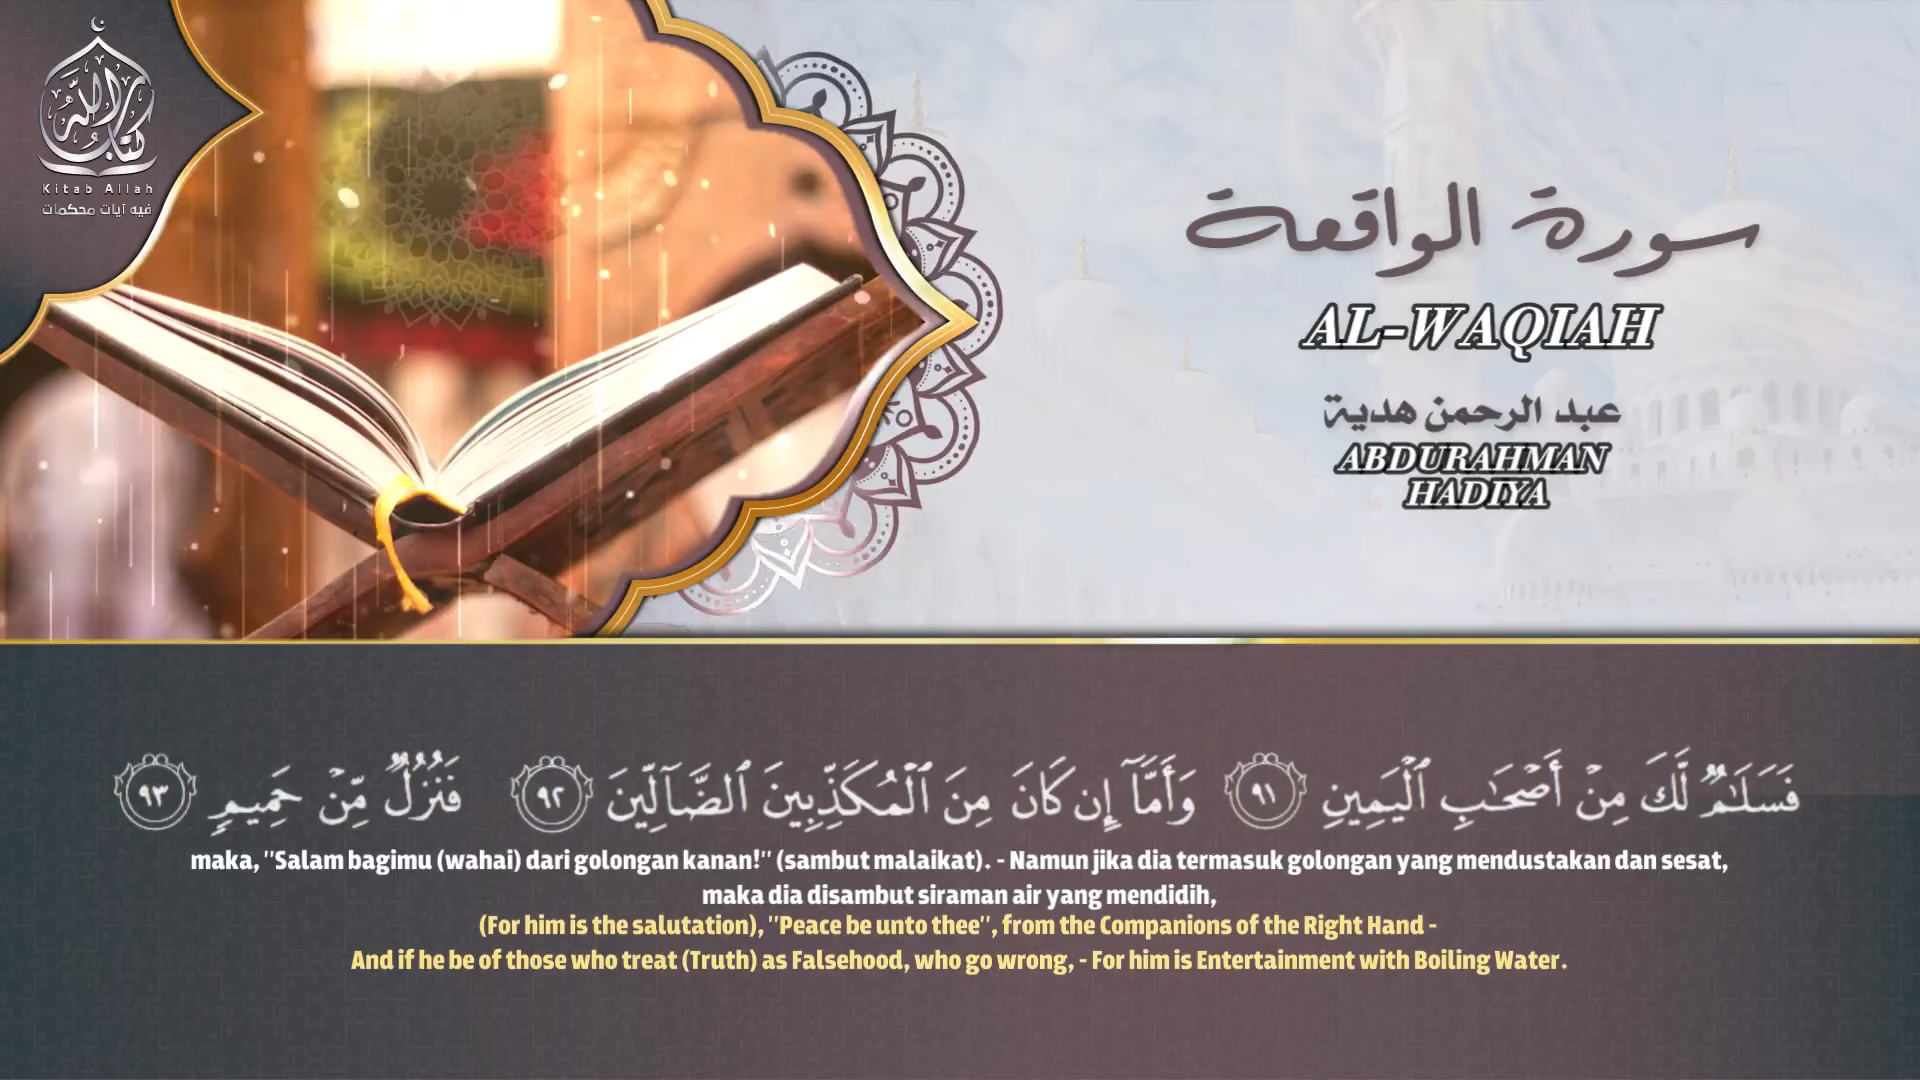 كتاب الله
Kitab Allah
فيه آيات محكمات
سورة الواقعة
AL-WAQIAH
عبد الرحمن هدية
ABDURAHMAN
HADIYA
فَسَلَـٰمٌ لَّكَ مِنْ أَصْحَـٰبِ ٱلْيَمِينِ ٩١ وَأَمَّآ إِن كَانَ مِنَ ٱلْمُكَذِّبِينَ ٱلضَّآلِّينَ ٩٢ فَنُزُلٌ مِّنْ حَمِيمٍ ٩٣
maka, "Salam bagimu (wahai) dari golongan kanan!" (sambut malaikat). - Namun jika dia termasuk golongan yang mendustakan dan sesat,
maka dia disambut siraman air yang mendidih,
(For him is the salutation), "Peace be unto thee", from the Companions of the Right Hand -
And if he be of those who treat (Truth) as Falsehood, who go wrong, - For him is Entertainment with Boiling Water.